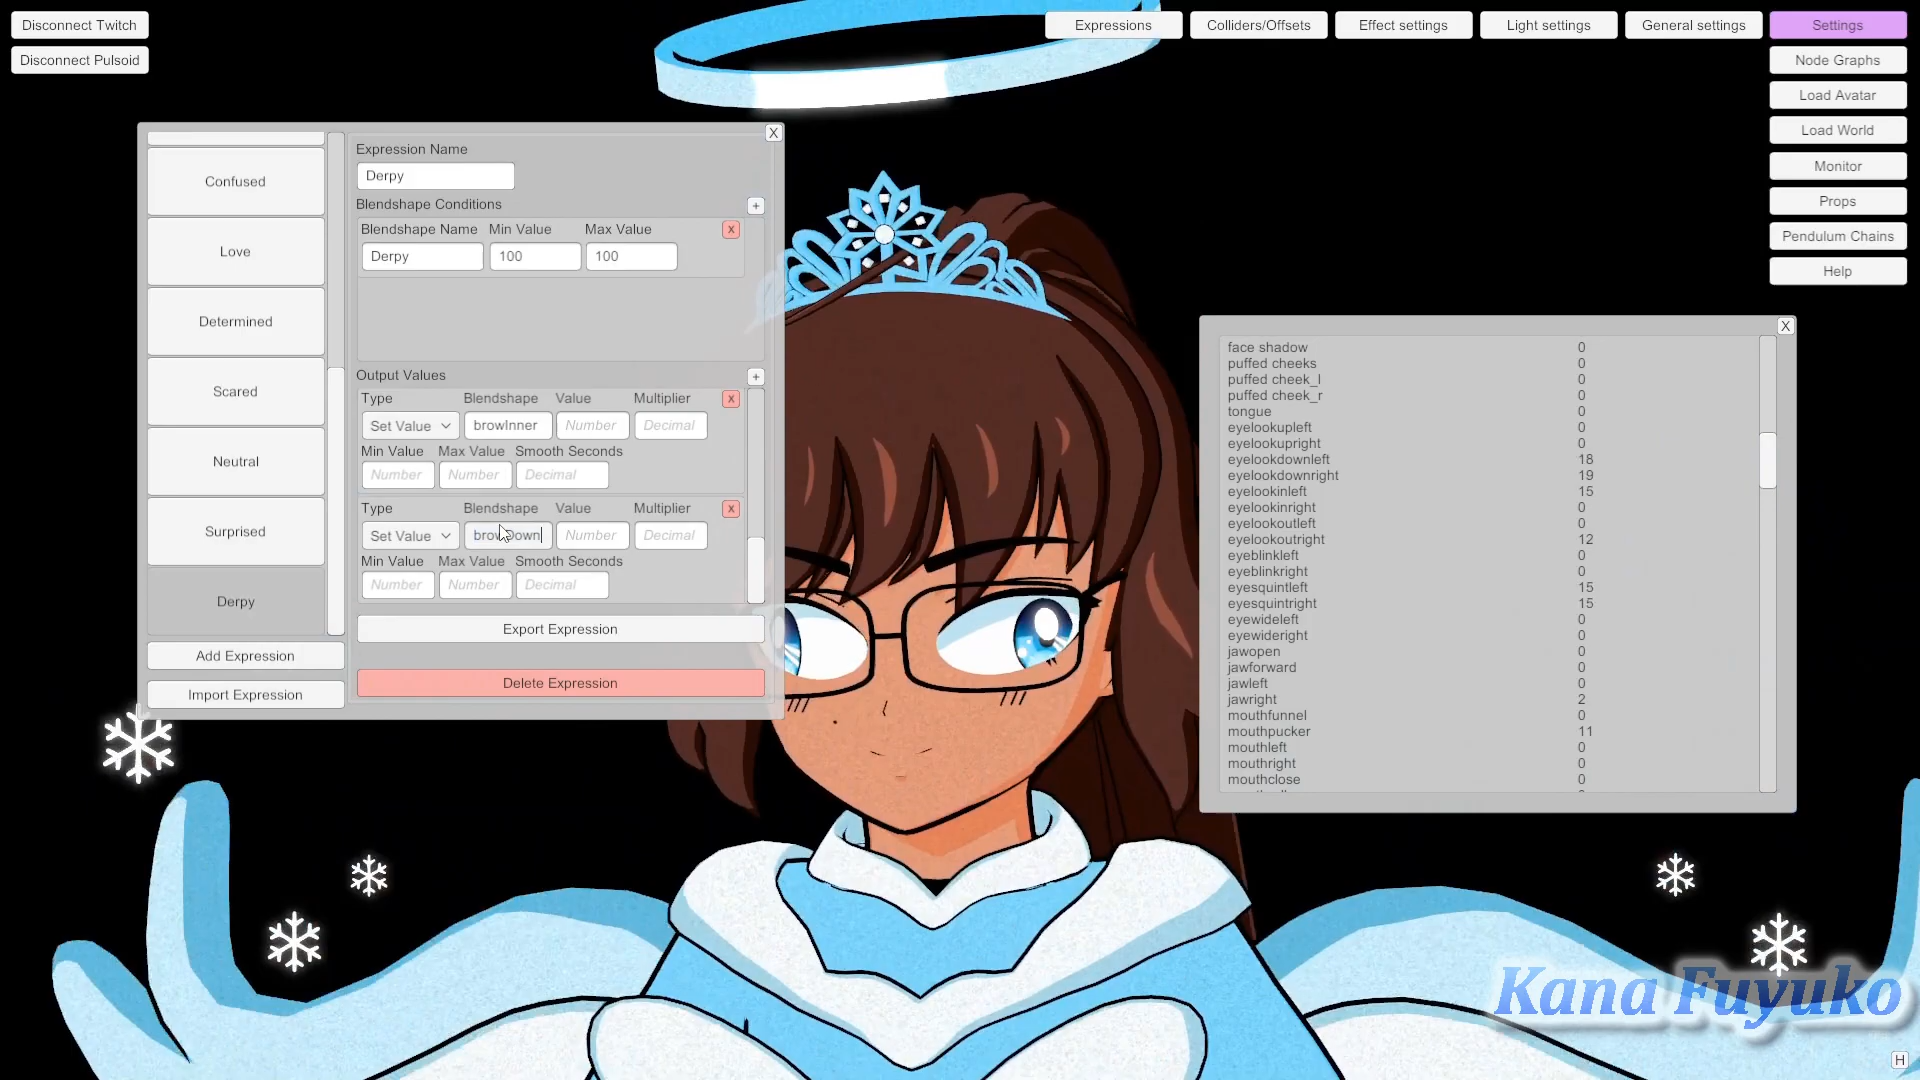 Disconnect Twitch
Disconnect Pulsoid
Expressions
Colliders/Offsets
Effect settings
Light settings
General settings
Settings
Node Graphs
Load Avatar
Load World
Monitor
Props
Pendulum Chains
Help
X
Confused
Love
Determined
Scared
Neutral
Surprised
Derpy
Add Expression
Import Expression
Expression Name
Derpy
Blendshape Conditions
+
Blendshape Name Min Value Max Value X
Derpy 100 100
Output Values
+
Type Blendshape Value Multiplier X
Set Value browInner Number Decimal
Min Value Max Value Smooth Seconds
Number Number Decimal
Type Blendshape Value Multiplier X
Set Value browDown Number Decimal
Min Value Max Value Smooth Seconds
Number Number Decimal
Export Expression
Delete Expression
X
face shadow 0
puffed cheeks 0
puffed cheek_l 0
puffed cheek_r 0
tongue 0
eyelookupleft 0
eyelookupright 0
eyelookdownleft 18
eyelookdownright 19
eyelookinleft 15
eyelookinright 0
eyelookoutleft 0
eyelookoutright 12
eyeblinkleft 0
eyeblinkright 0
eyesquintleft 15
eyesquintright 15
eyewideleft 0
eyewideright 0
jawopen 0
jawforward 0
jawleft 0
jawright 2
mouthfunnel 0
mouthpucker 11
mouthleft 0
mouthright 0
mouthclose 0
Kana Fuyuko
H